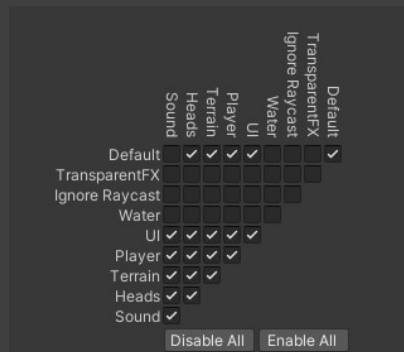 Sound
Heads
Terrain
Player
UI
Water
Ignore Raycast
TransparentFX
Default
Default
TransparentFX
Ignore Raycast
Water
UI
Player
Terrain
Heads
Sound
Disable All Enable All